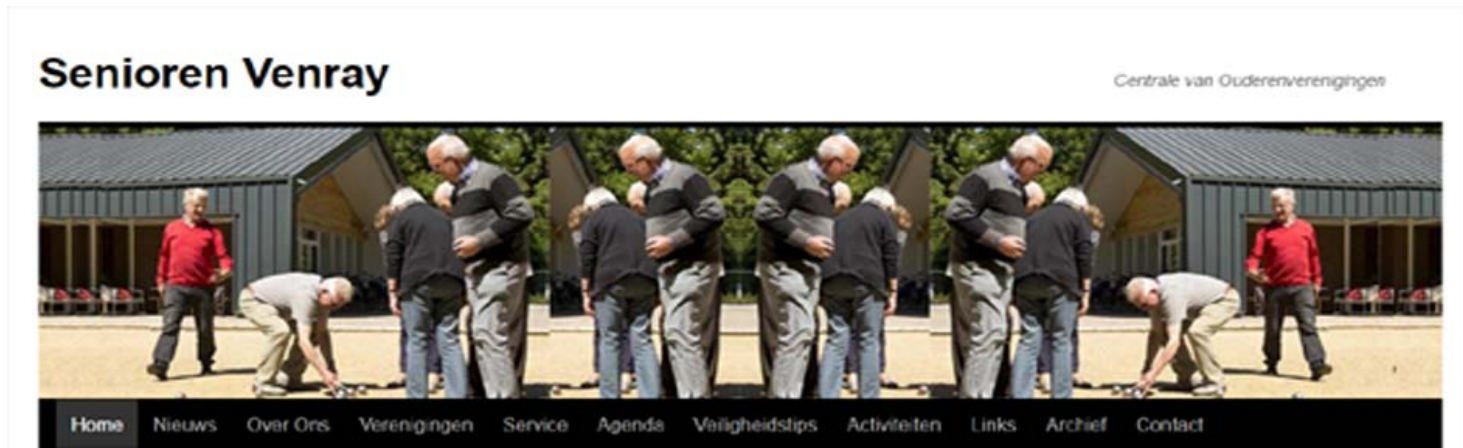 Senioren Venray
Centrale van Ouderenverenigingen
Home Nieuws Over Ons Verenigingen Service Agenda Veiligheidstips Activiteiten Links Archief Contact